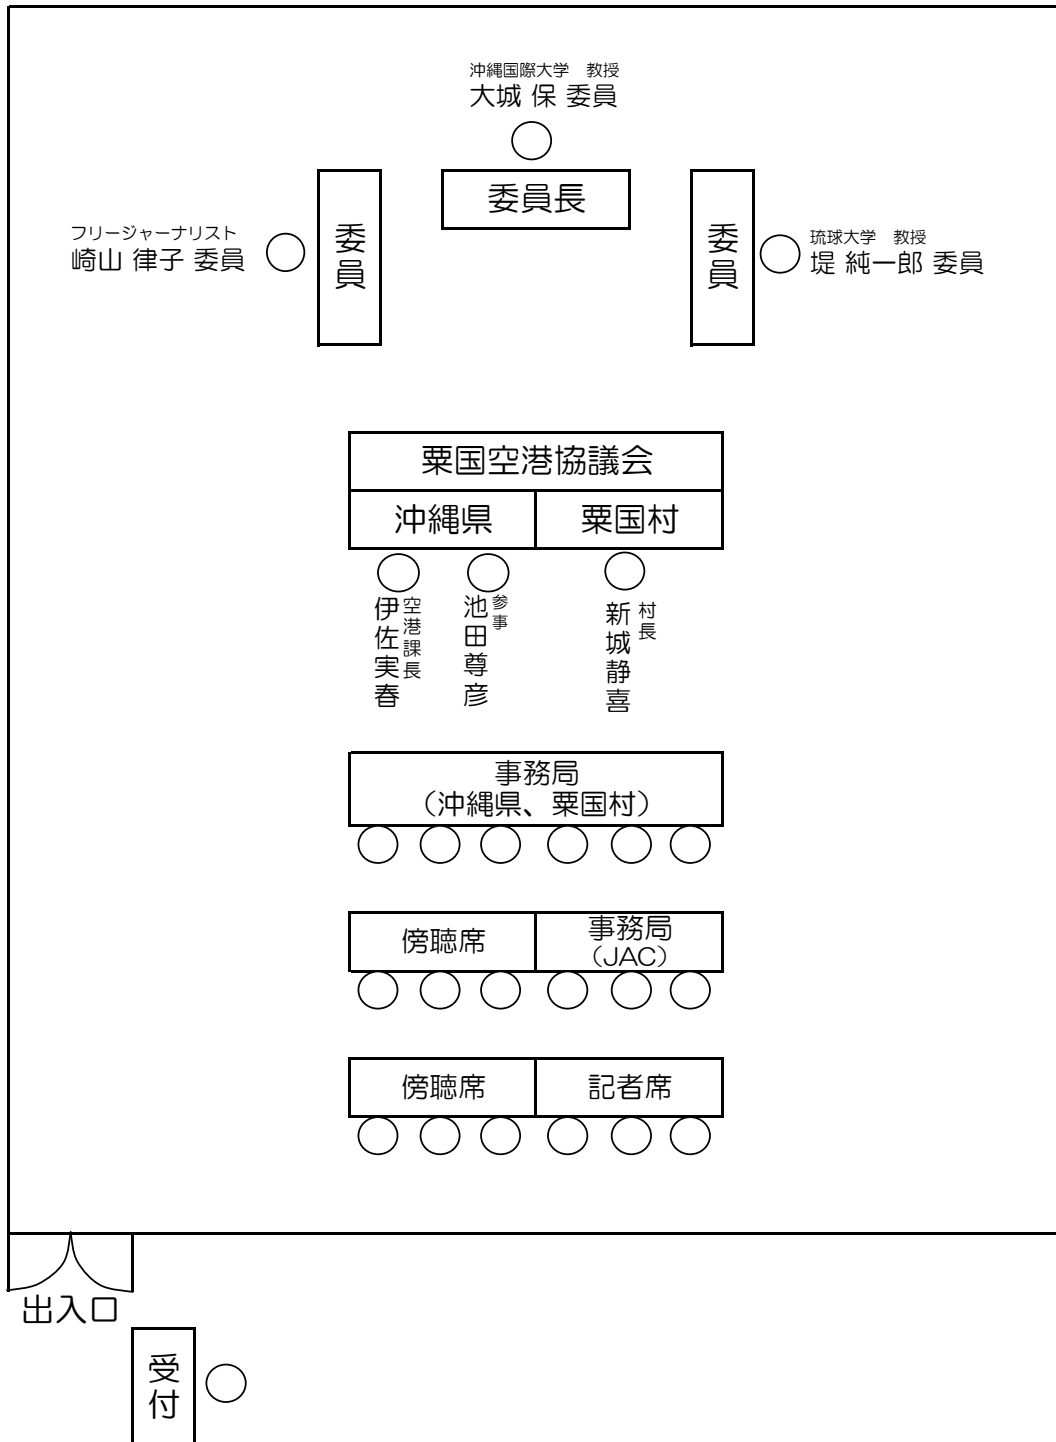 沖縄国際大学　教授
大城 保 委員
委員長
フリージャーナリスト
崎山 律子 委員
委員
委員
琉球大学　教授
堤 純一郎 委員
粟国空港協議会
沖縄県
粟国村
空港課長
伊佐実春
参事
池田尊彦
村長
新城静喜
事務局
（沖縄県、粟国村）
傍聴席
事務局
（JAC）
傍聴席
記者席
出入口
受付